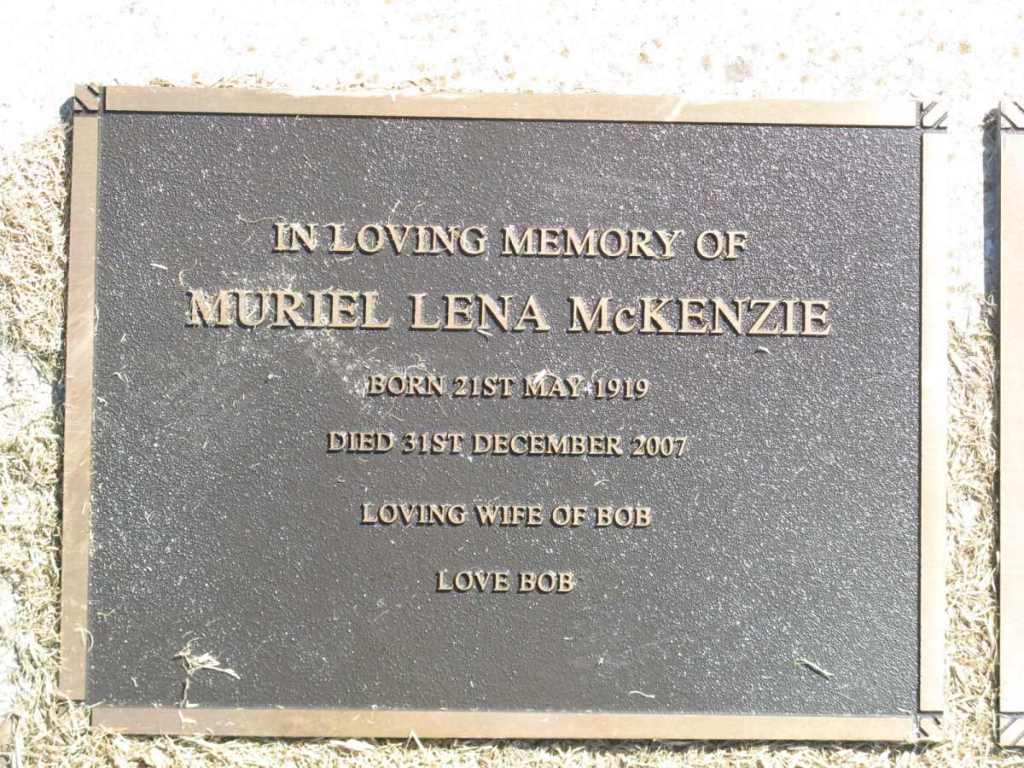 IN LOVING MEMORY OF
MURIEL LENA McKENZIE
BORN 21ST MAY 1919
DIED 31ST DECEMBER 2007
LOVING WIFE OF BOB
LOVE BOB